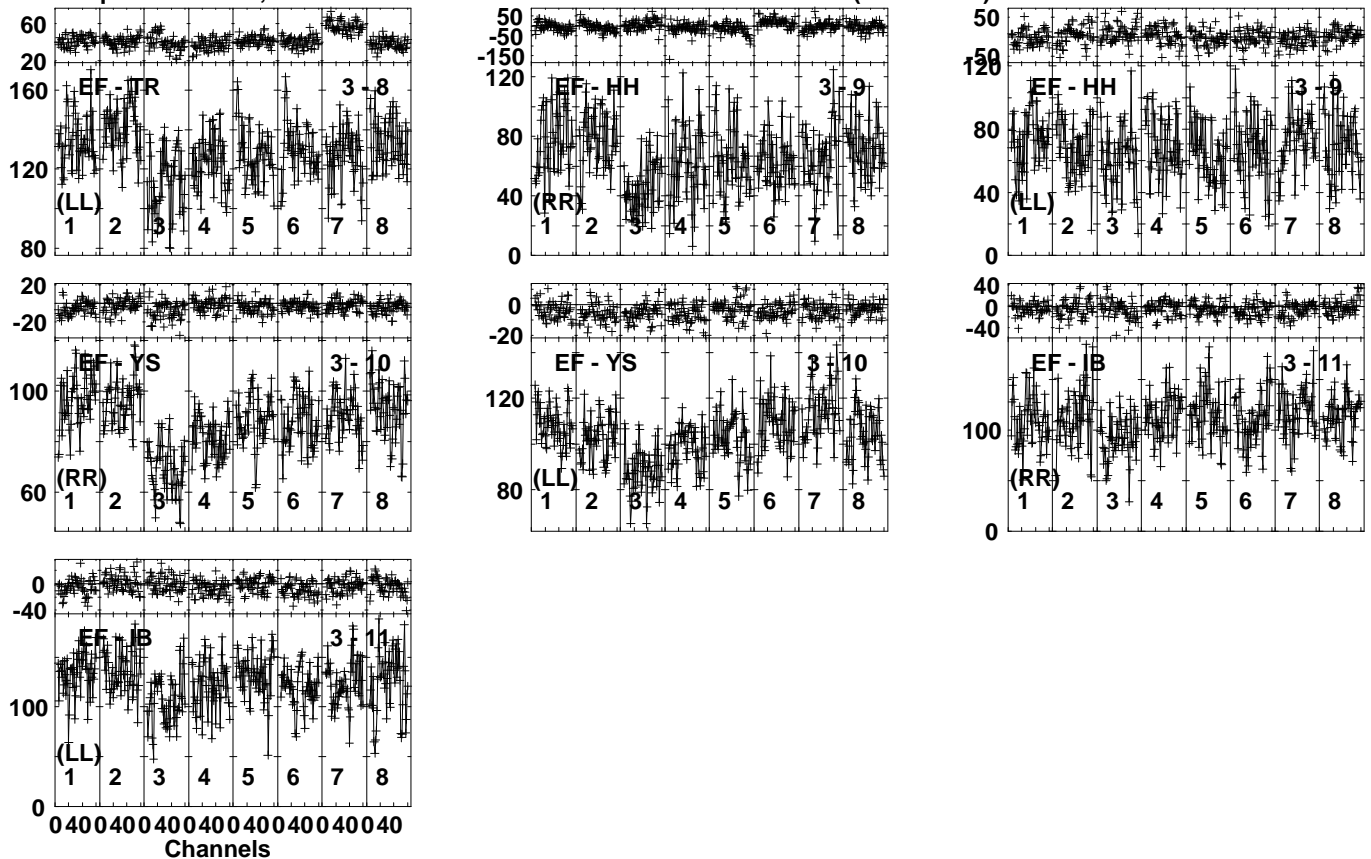 60
20
160
120
80
EF - TR 3 - 8
(LL)
1 2 3 4 5 6 7 8
50
-50
-150
120
80
40
0
EF - HH 3 - 9
(RR)
1 2 3 4 5 6 7 8
50
-50
120
80
40
0
EF - HH 3 - 9
(LL)
1 2 3 4 5 6 7 8
20
-20
100
60
EF - YS 3 - 10
(RR)
1 2 3 4 5 6 7 8
0
-20
120
80
EF - YS 3 - 10
(LL)
1 2 3 4 5 6 7 8
40
0
-40
100
0
EF - IB 3 - 11
(RR)
1 2 3 4 5 6 7 8
0
-40
100
0
EF - IB 3 - 11
(LL)
1 2 3 4 5 6 7 8
0 40 0 40 0 40 0 40 0 40 0 40 0 40 0 40
Channels